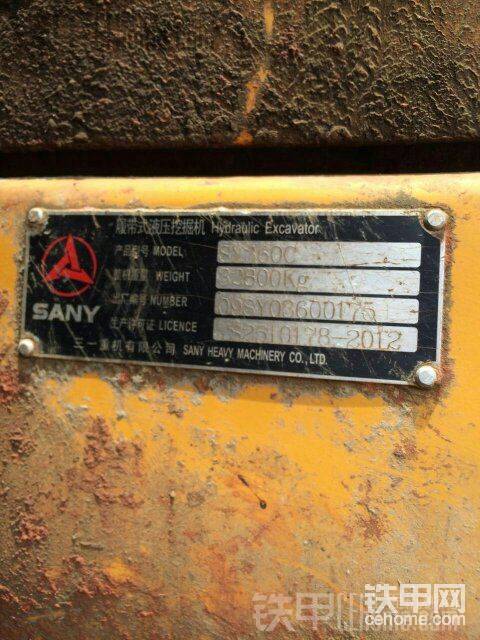 履带式液压挖掘机 Hydraulic Excavator
产品型号 MODEL
整机重量 WEIGHT
出厂编号 NUMBER 09SY03600175
生产许可证 LICENCE
SANY
三一重机有限公司 SANY HEAVY MACHINERY CO., LTD.
铁甲网
cehome.com